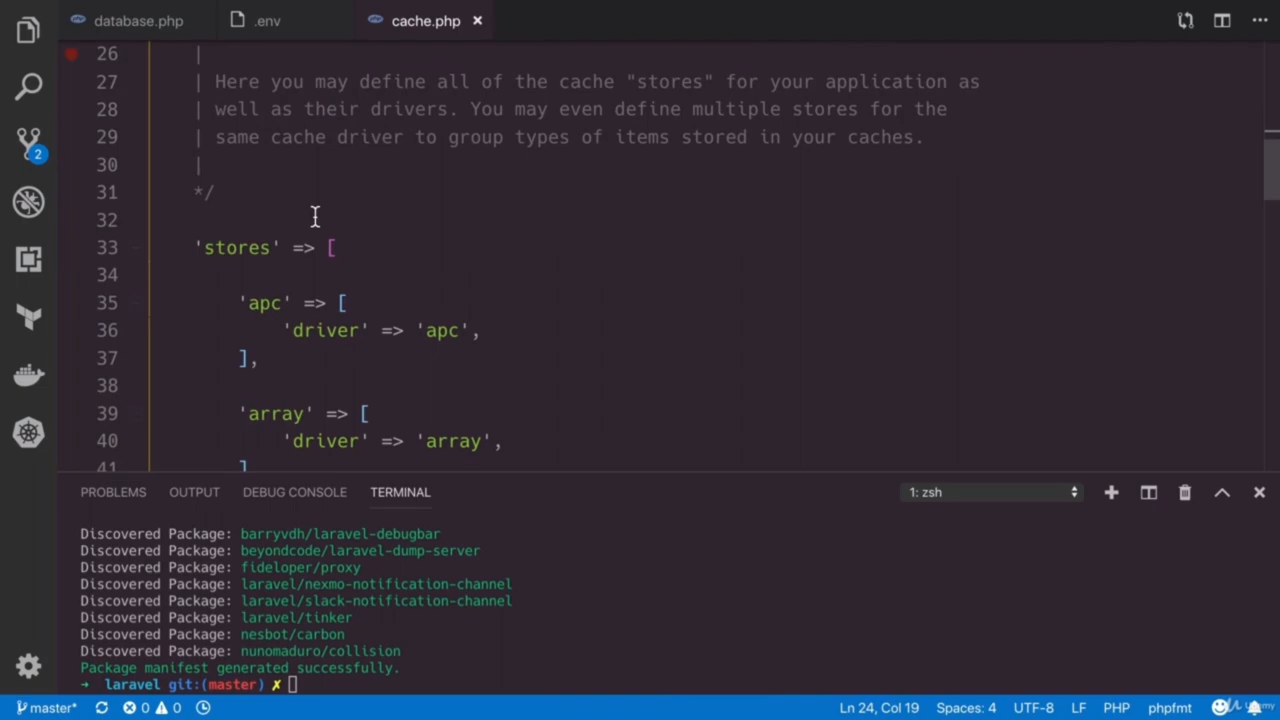 database.php
.env
cache.php
26 |
27 | Here you may define all of the cache "stores" for your application as
28 | well as their drivers. You may even define multiple stores for the
29 | same cache driver to group types of items stored in your caches.
30 |
31 */
32
33 'stores' => [
34
35 'apc' => [
36 'driver' => 'apc',
37 ],
38
39 'array' => [
40 'driver' => 'array',
41 ]
2
PROBLEMS OUTPUT DEBUG CONSOLE TERMINAL 1: zsh
Discovered Package: barryvdh/laravel-debugbar
Discovered Package: beyondcode/laravel-dump-server
Discovered Package: fideloper/proxy
Discovered Package: laravel/nexmo-notification-channel
Discovered Package: laravel/slack-notification-channel
Discovered Package: laravel/tinker
Discovered Package: nesbot/carbon
Discovered Package: nunomaduro/collision
Package manifest generated successfully.
➜ laravel git:(master) ✗
master* 0 0 Ln 24, Col 19 Spaces: 4 UTF-8 LF PHP phpfmt